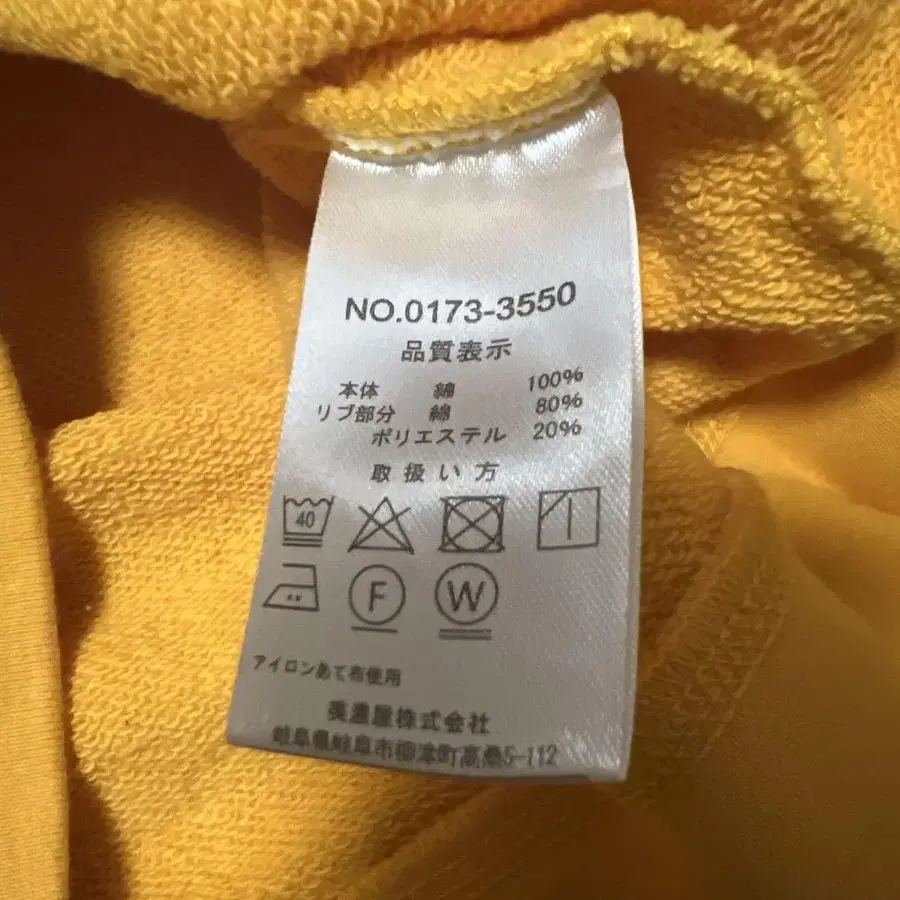 NO.0173-3550
品質表示
本体 綿 100%
リブ部分 綿 80%
ポリエステル 20%
取扱い方
40
F W
アイロンあて布使用
美濃屋株式会社
岐阜県岐阜市柳津町高桑5-112